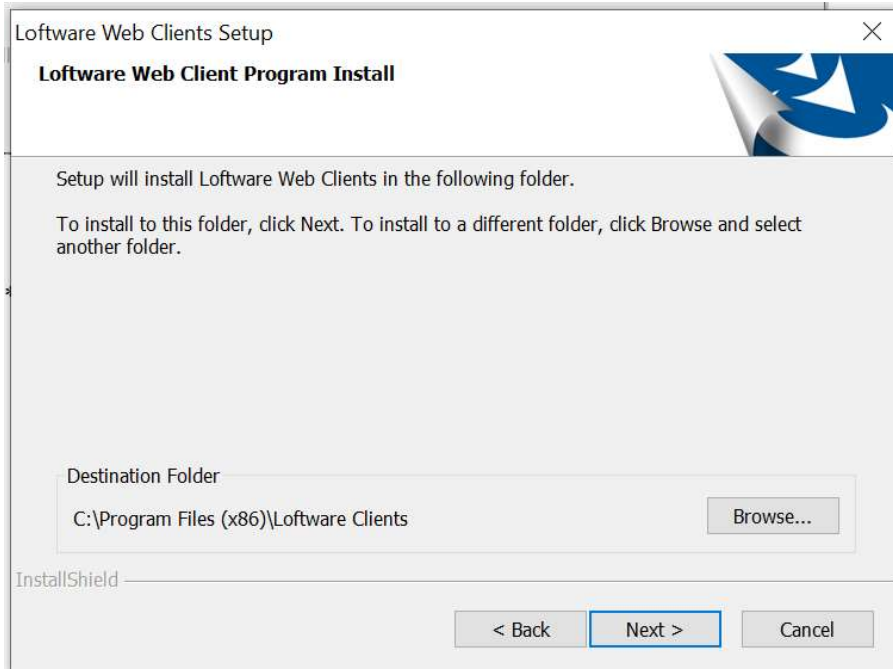 Loftware Web Clients Setup
Loftware Web Client Program Install
Setup will install Loftware Web Clients in the following folder.
To install to this folder, click Next. To install to a different folder, click Browse and select
another folder.
Destination Folder
C:\Program Files (x86)\Loftware Clients
Browse...
InstallShield
< Back
Next >
Cancel